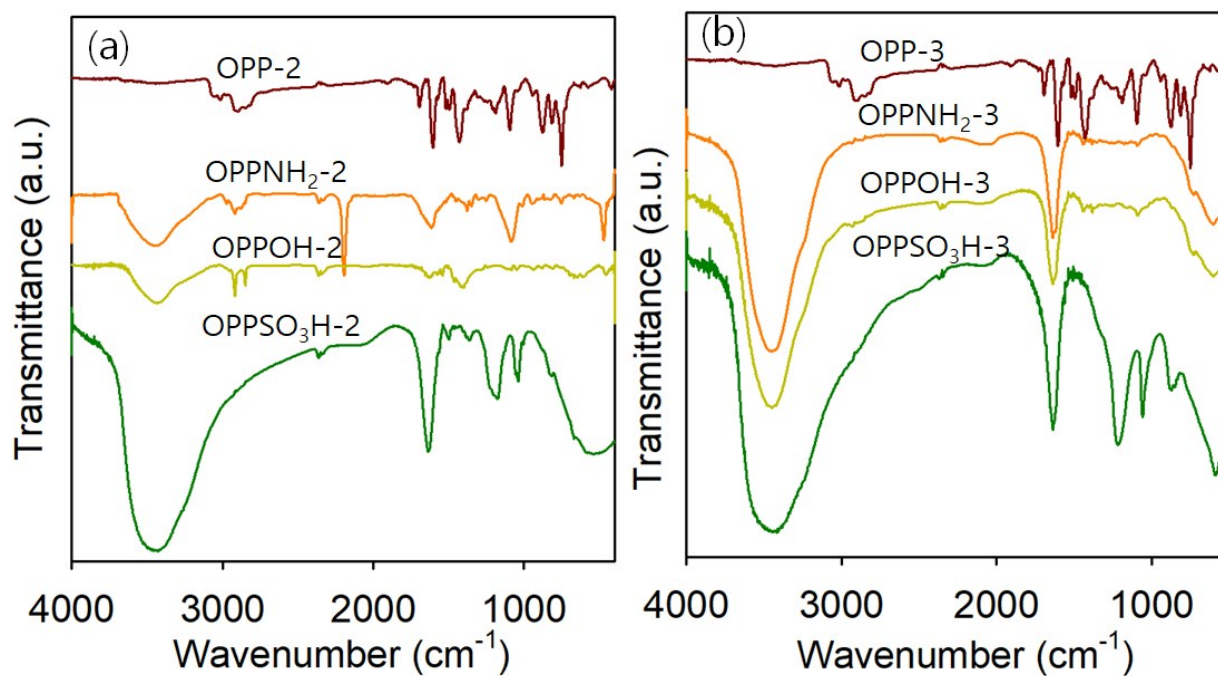 (a)
OPP-2
OPPNH₂-2
OPPOH-2
OPPSO₃H-2
Transmittance (a.u.)
4000 3000 2000 1000
Wavenumber (cm⁻¹)
(b)
OPP-3
OPPNH₂-3
OPPOH-3
OPPSO₃H-3
Transmittance (a.u.)
4000 3000 2000 1000
Wavenumber (cm⁻¹)